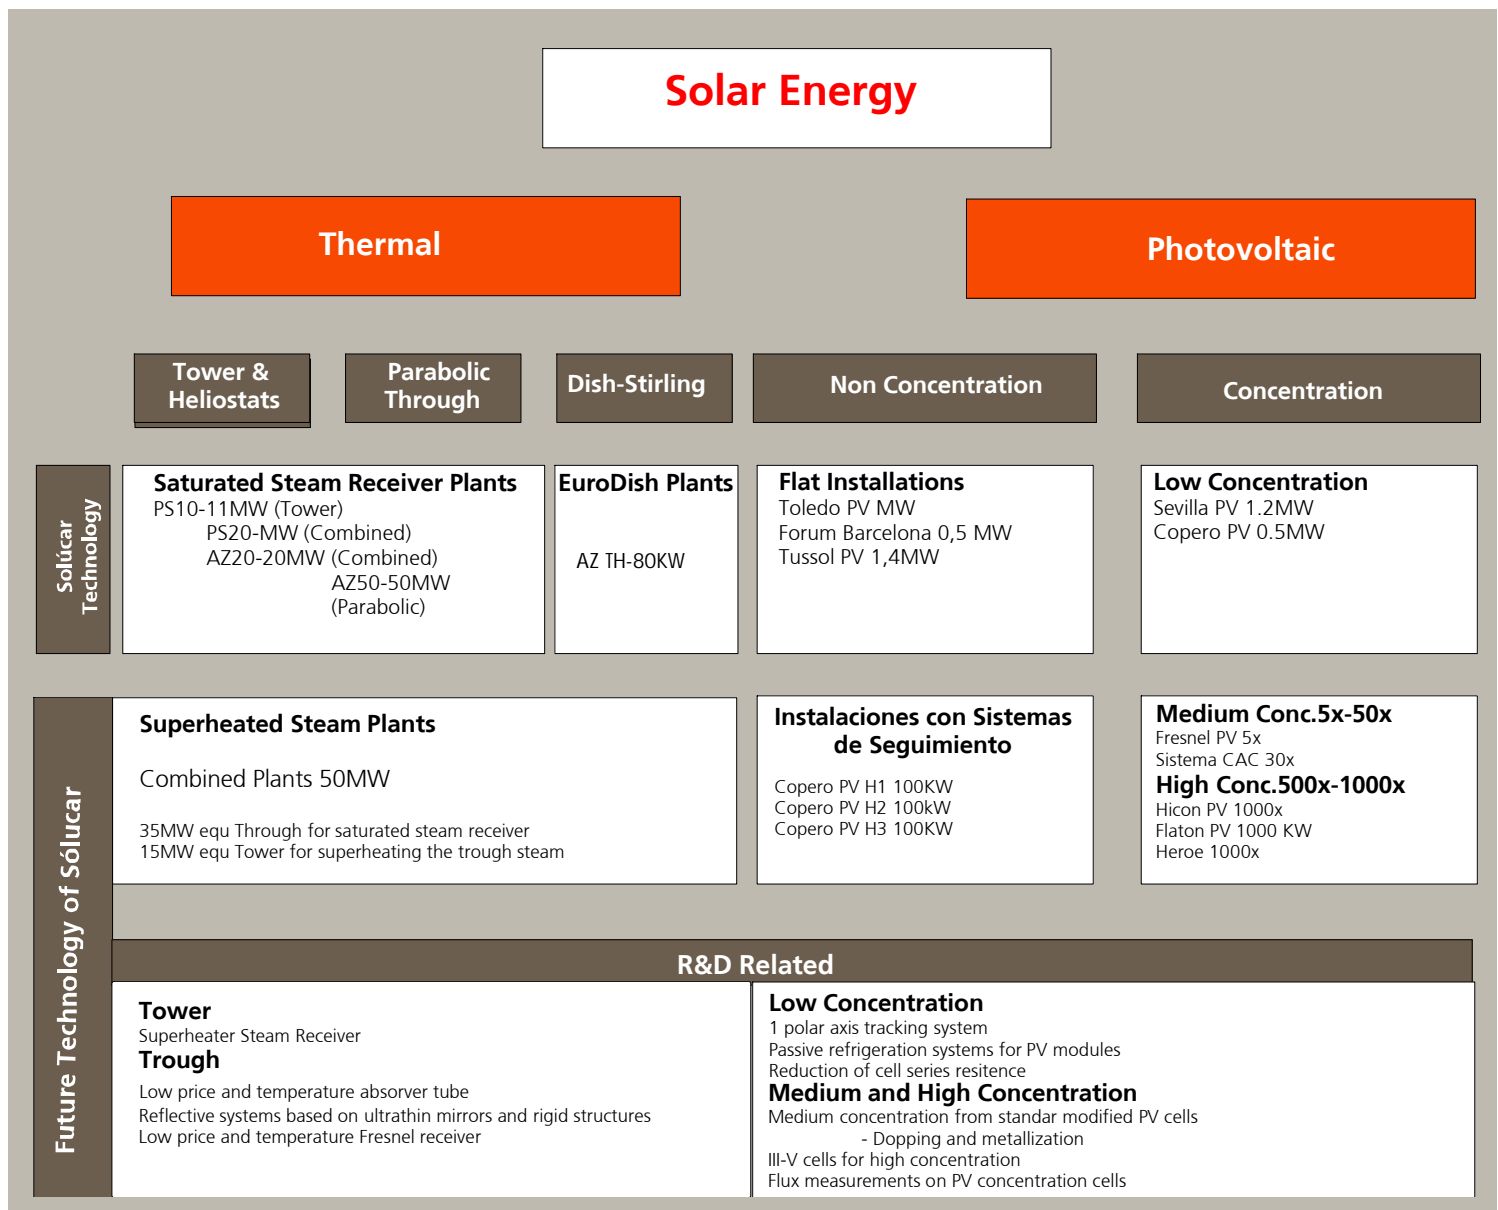 Solar Energy
Thermal
Photovoltaic
Tower &
Heliostats
Parabolic
Through
Dish-Stirling
Non Concentration
Concentration
Solúcar
Technology
Saturated Steam Receiver Plants
PS10-11MW (Tower)
PS20-MW (Combined)
AZ20-20MW (Combined)
AZ50-50MW
(Parabolic)
EuroDish Plants
AZ TH-80KW
Flat Installations
Toledo PV MW
Forum Barcelona 0,5 MW
Tussol PV 1,4MW
Low Concentration
Sevilla PV 1.2MW
Copero PV 0.5MW
Future Technology of Sólucar
Superheated Steam Plants
Combined Plants 50MW
35MW equ Through for saturated steam receiver
15MW equ Tower for superheating the trough steam
Instalaciones con Sistemas
de Seguimiento
Copero PV H1 100KW
Copero PV H2 100kW
Copero PV H3 100KW
Medium Conc.5x-50x
Fresnel PV 5x
Sistema CAC 30x
High Conc.500x-1000x
Hicon PV 1000x
Flaton PV 1000 KW
Heroe 1000x
R&D Related
Tower
Superheater Steam Receiver
Trough
Low price and temperature absorver tube
Reflective systems based on ultrathin mirrors and rigid structures
Low price and temperature Fresnel receiver
Low Concentration
1 polar axis tracking system
Passive refrigeration systems for PV modules
Reduction of cell series resitence
Medium and High Concentration
Medium concentration from standar modified PV cells
- Dopping and metallization
III-V cells for high concentration
Flux measurements on PV concentration cells